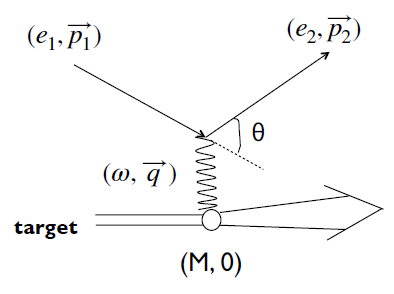 (e₁, p⃗₁) (e₂, p⃗₂)
θ
(ω, q⃗ )
target
(M, 0)